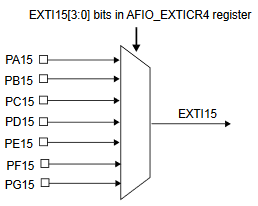 EXTI15[3:0] bits in AFIO_EXTICR4 register
PA15
PB15
PC15
EXTI15
PD15
PE15
PF15
PG15